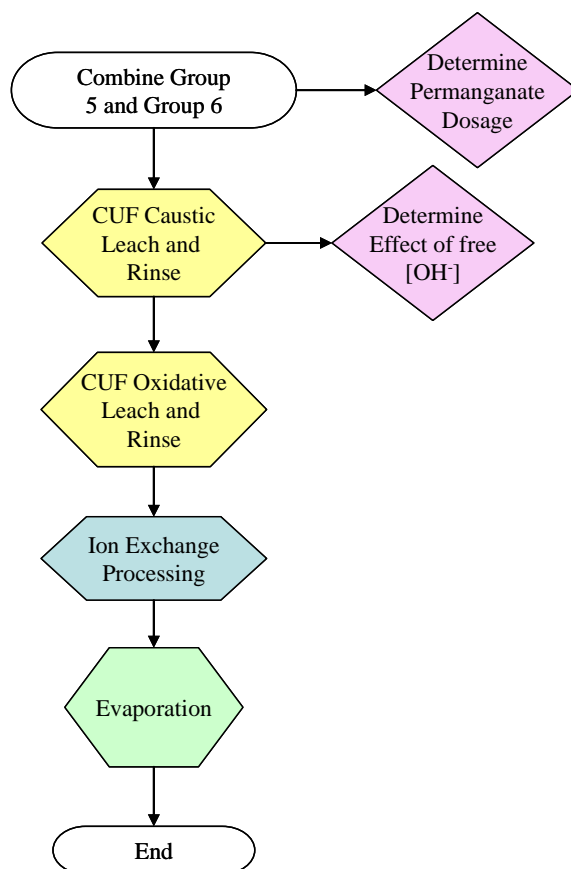 Combine Group
5 and Group 6
Determine
Permanganate
Dosage
CUF Caustic
Leach and
Rinse
Determine
Effect of free
[OH⁻]
CUF Oxidative
Leach and
Rinse
Ion Exchange
Processing
Evaporation
End